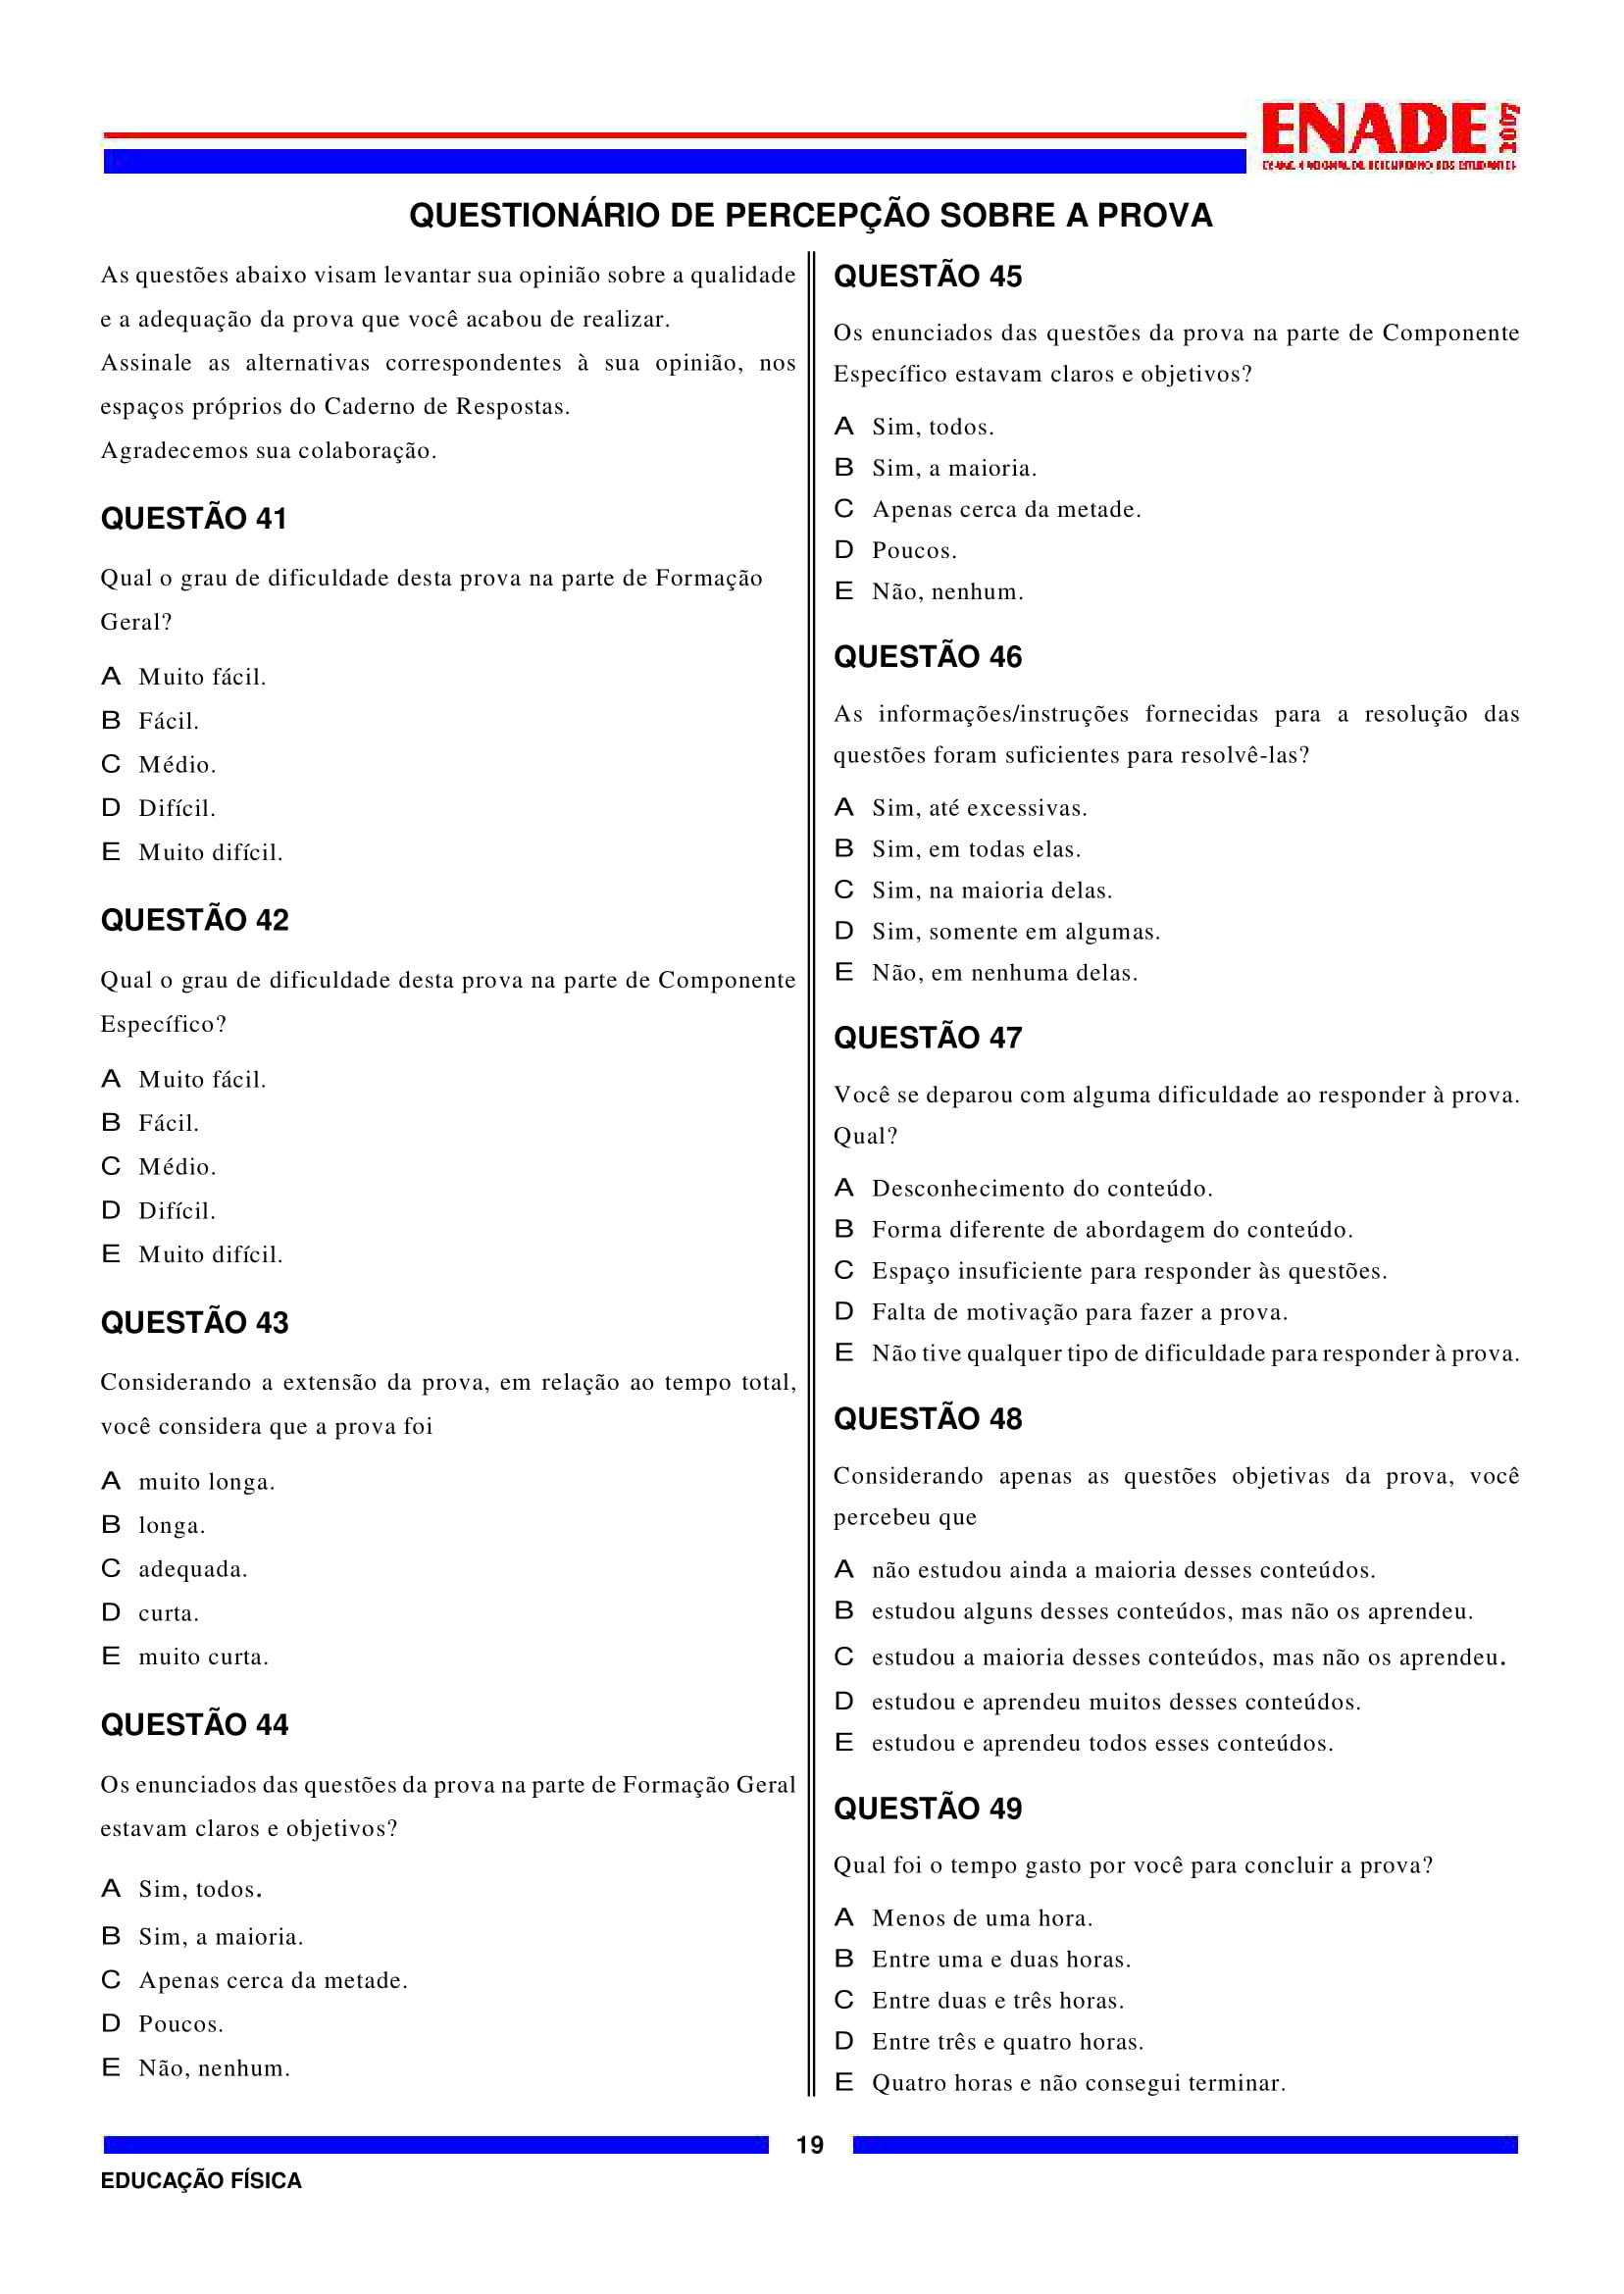 ENADE
QUESTIONÁRIO DE PERCEPÇÃO SOBRE A PROVA
As questões abaixo visam levantar sua opinião sobre a qualidade
e a adequação da prova que você acabou de realizar.
Assinale as alternativas correspondentes à sua opinião, nos
espaços próprios do Caderno de Respostas.
Agradecemos sua colaboração.
QUESTÃO 41
Qual o grau de dificuldade desta prova na parte de Formação
Geral?
A Muito fácil.
B Fácil.
C Médio.
D Difícil.
E Muito difícil.
QUESTÃO 42
Qual o grau de dificuldade desta prova na parte de Componente
Específico?
A Muito fácil.
B Fácil.
C Médio.
D Difícil.
E Muito difícil.
QUESTÃO 43
Considerando a extensão da prova, em relação ao tempo total,
você considera que a prova foi
A muito longa.
B longa.
C adequada.
D curta.
E muito curta.
QUESTÃO 44
Os enunciados das questões da prova na parte de Formação Geral
estavam claros e objetivos?
A Sim, todos.
B Sim, a maioria.
C Apenas cerca da metade.
D Poucos.
E Não, nenhum.
QUESTÃO 45
Os enunciados das questões da prova na parte de Componente
Específico estavam claros e objetivos?
A Sim, todos.
B Sim, a maioria.
C Apenas cerca da metade.
D Poucos.
E Não, nenhum.
QUESTÃO 46
As informações/instruções fornecidas para a resolução das
questões foram suficientes para resolvê-las?
A Sim, até excessivas.
B Sim, em todas elas.
C Sim, na maioria delas.
D Sim, somente em algumas.
E Não, em nenhuma delas.
QUESTÃO 47
Você se deparou com alguma dificuldade ao responder à prova.
Qual?
A Desconhecimento do conteúdo.
B Forma diferente de abordagem do conteúdo.
C Espaço insuficiente para responder às questões.
D Falta de motivação para fazer a prova.
E Não tive qualquer tipo de dificuldade para responder à prova.
QUESTÃO 48
Considerando apenas as questões objetivas da prova, você
percebeu que
A não estudou ainda a maioria desses conteúdos.
B estudou alguns desses conteúdos, mas não os aprendeu.
C estudou a maioria desses conteúdos, mas não os aprendeu.
D estudou e aprendeu muitos desses conteúdos.
E estudou e aprendeu todos esses conteúdos.
QUESTÃO 49
Qual foi o tempo gasto por você para concluir a prova?
A Menos de uma hora.
B Entre uma e duas horas.
C Entre duas e três horas.
D Entre três e quatro horas.
E Quatro horas e não consegui terminar.
19
EDUCAÇÃO FÍSICA